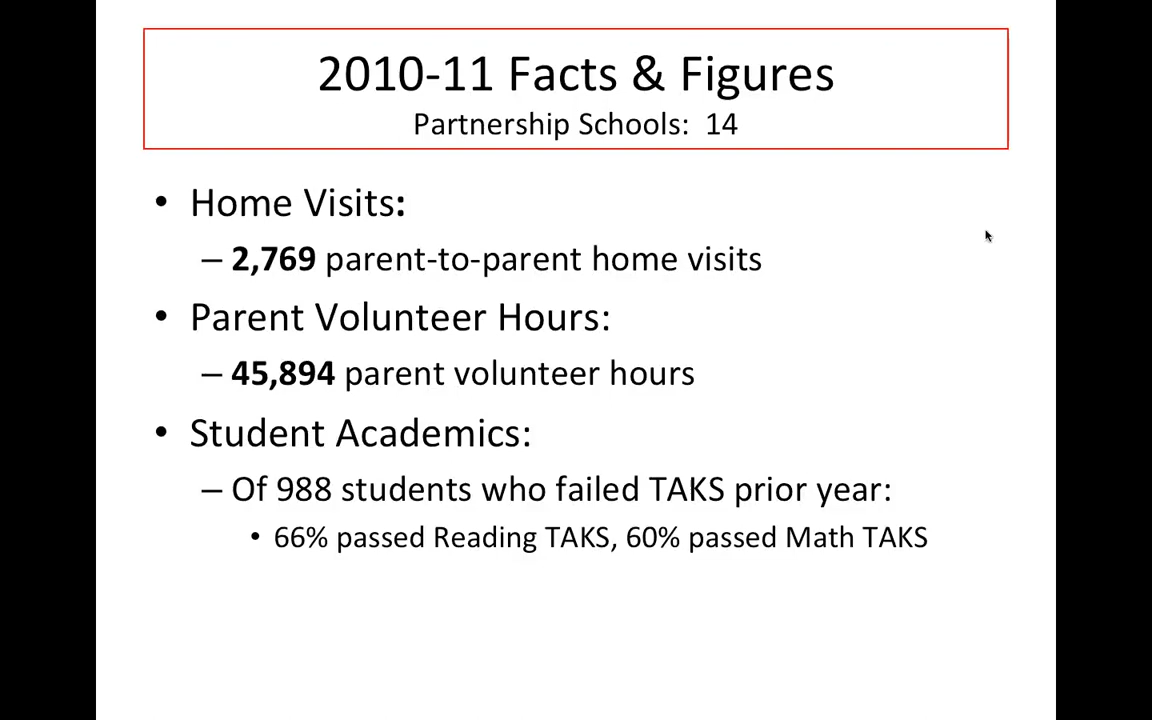 2010-11 Facts & Figures
Partnership Schools: 14
• Home Visits:
– 2,769 parent-to-parent home visits
• Parent Volunteer Hours:
– 45,894 parent volunteer hours
• Student Academics:
– Of 988 students who failed TAKS prior year:
• 66% passed Reading TAKS, 60% passed Math TAKS